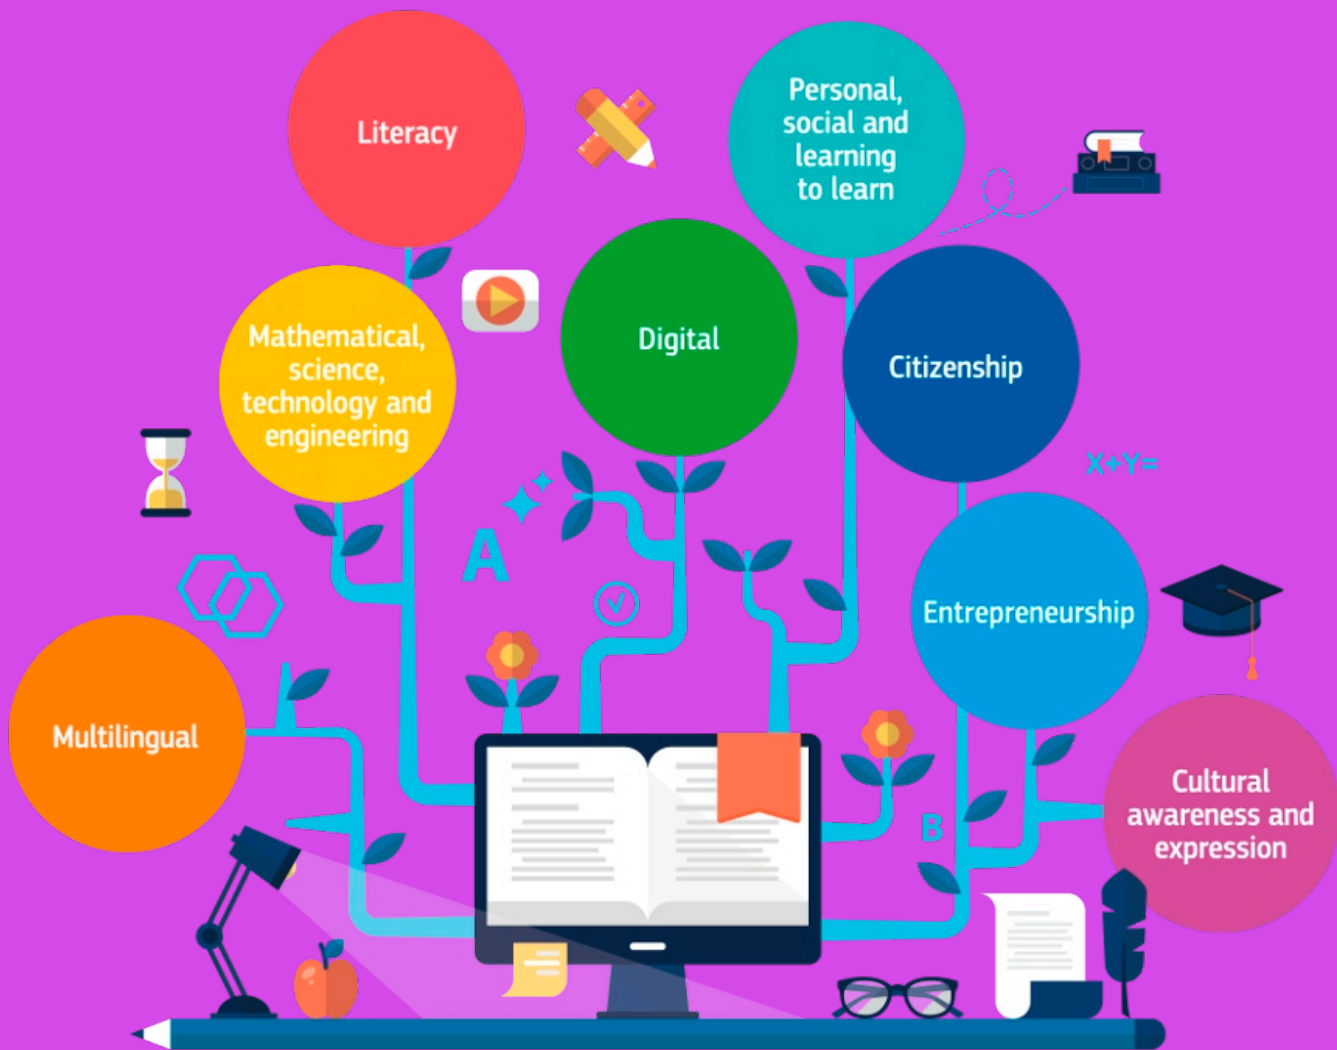 Literacy
Personal,
social and
learning
to learn
Mathematical,
science,
technology and
engineering
Digital
Citizenship
X+Y=
A
Entrepreneurship
Multilingual
B
Cultural
awareness and
expression